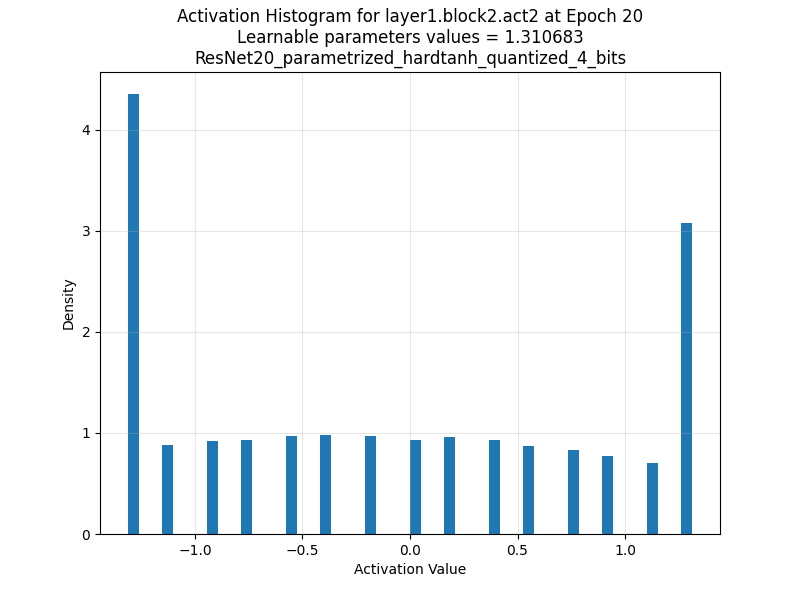 Activation Histogram for layer1.block2.act2 at Epoch 20
Learnable parameters values = 1.310683
ResNet20_parametrized_hardtanh_quantized_4_bits
4
3
2
1
0
Density
−1.0 −0.5 0.0 0.5 1.0
Activation Value